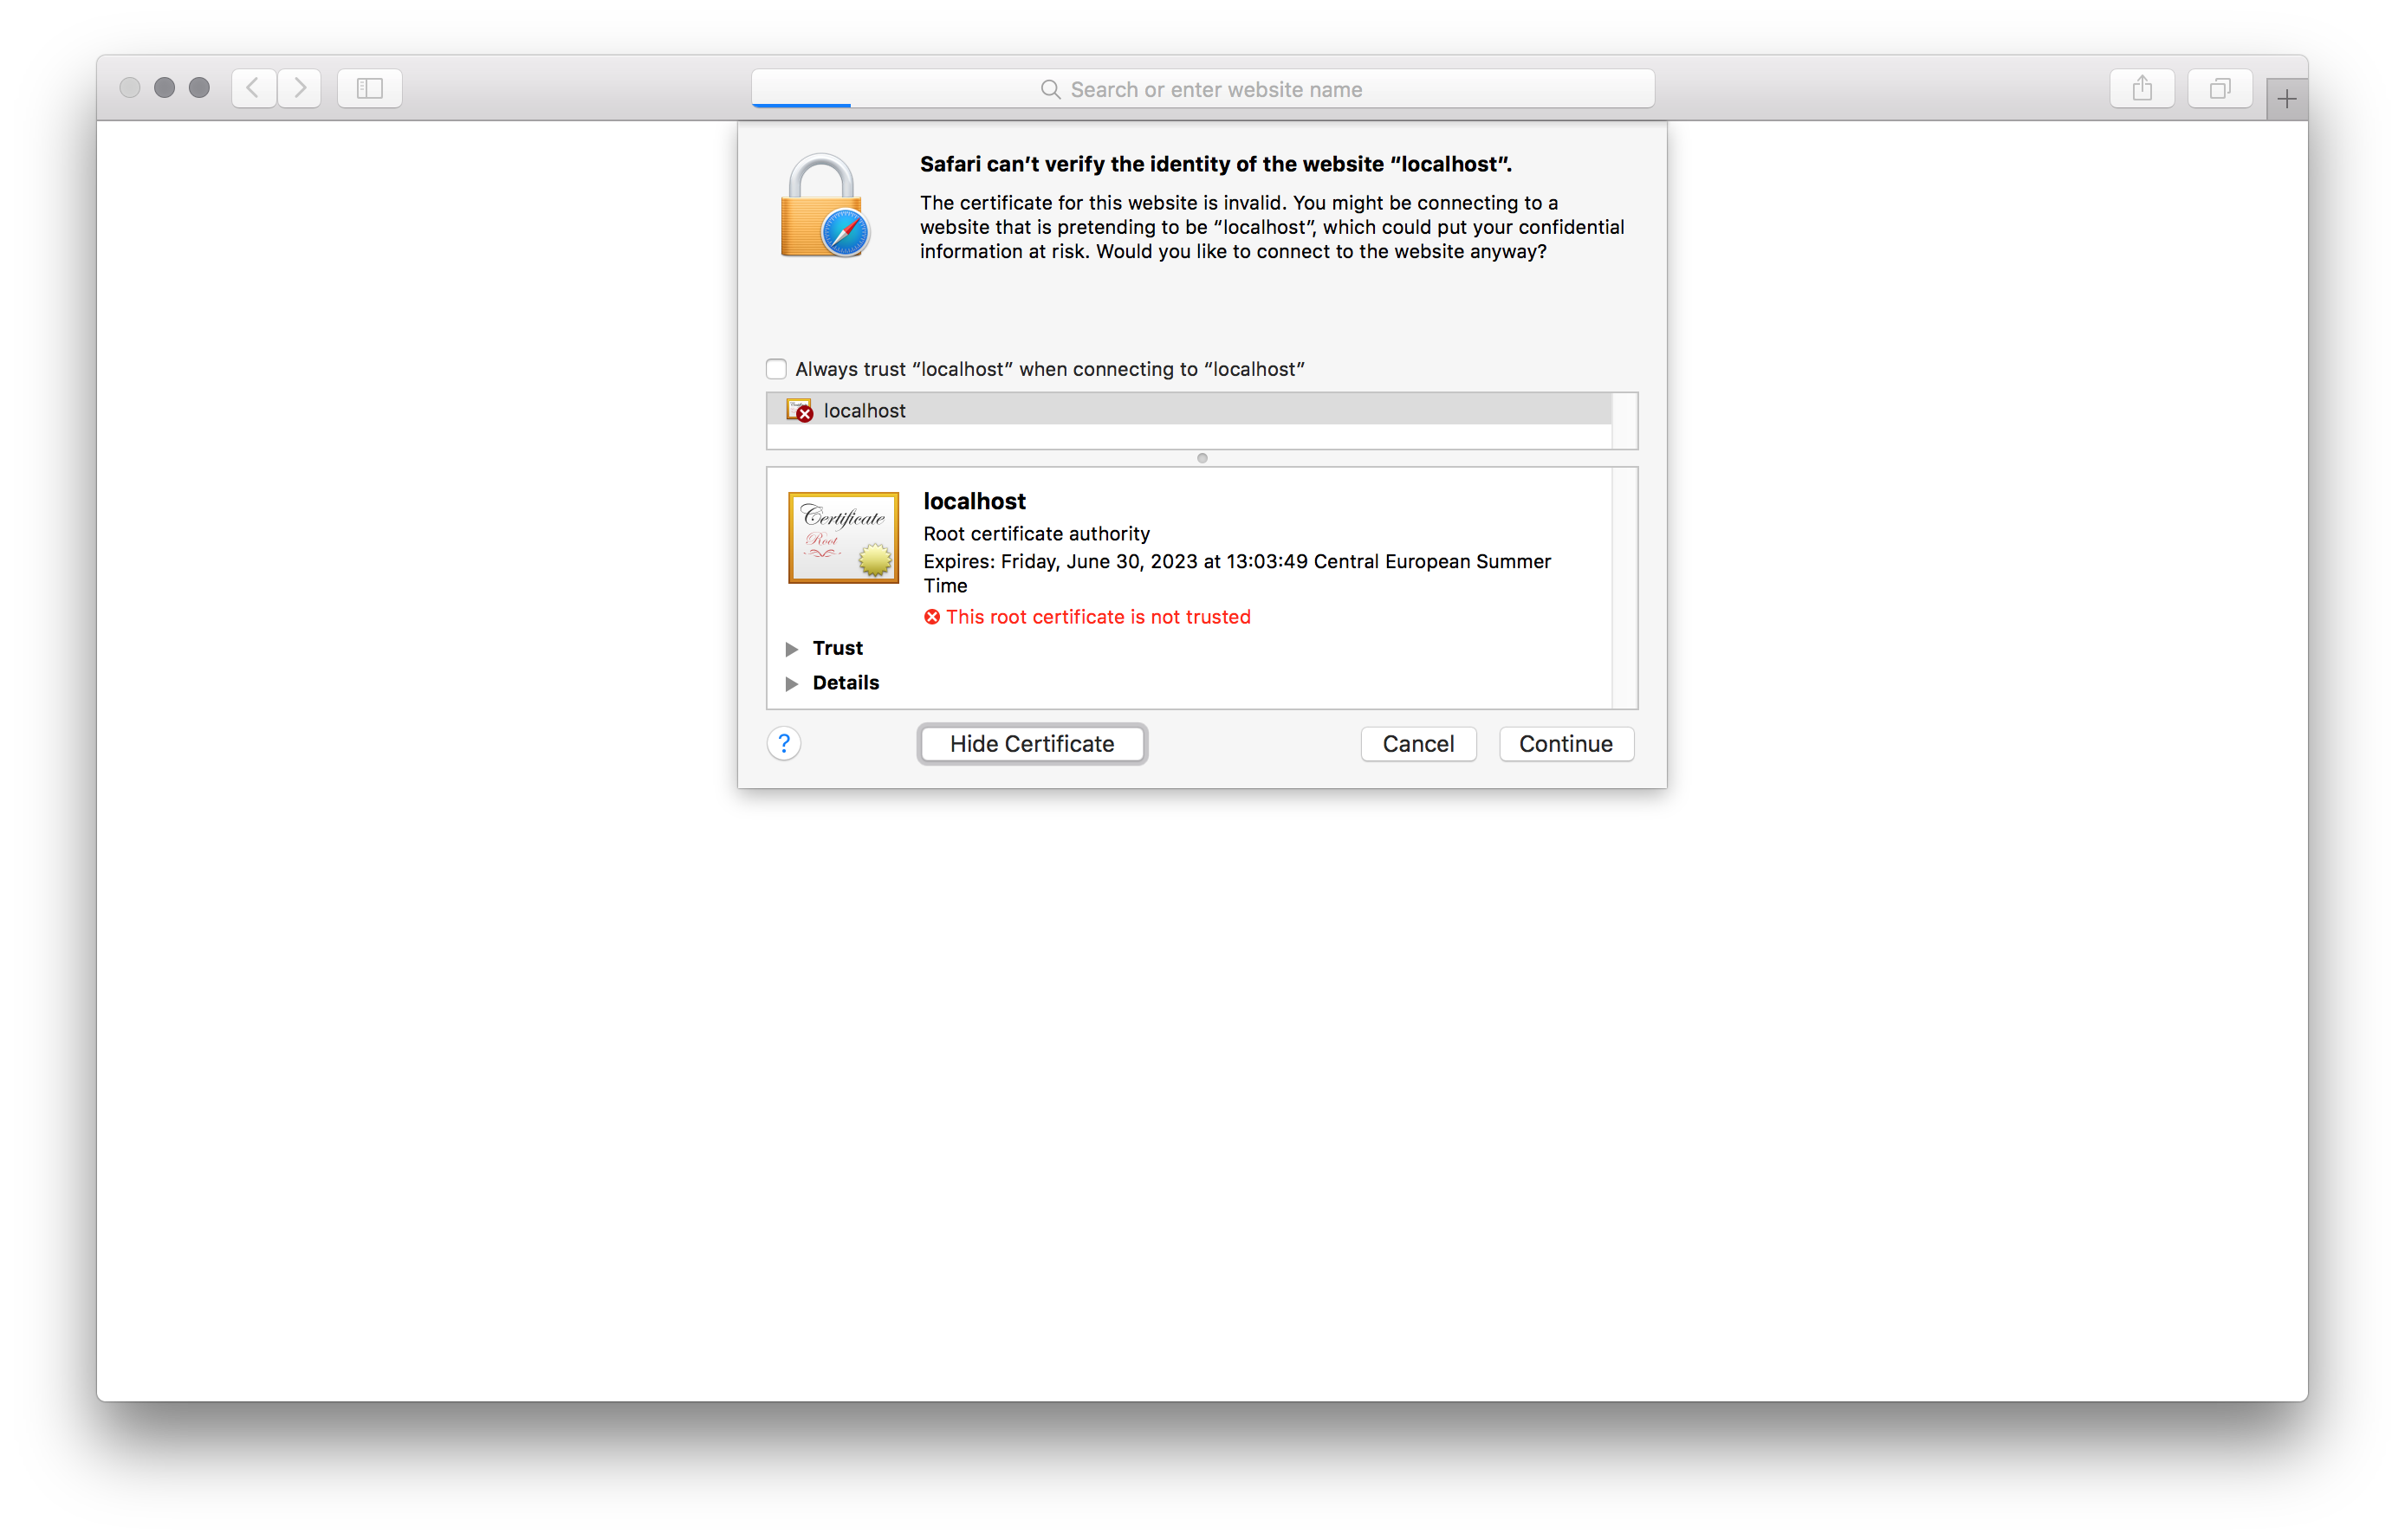 Search or enter website name
Safari can’t verify the identity of the website “localhost”.
The certificate for this website is invalid. You might be connecting to a
website that is pretending to be “localhost”, which could put your confidential
information at risk. Would you like to connect to the website anyway?
Always trust “localhost” when connecting to “localhost”
localhost
Certificate
Root
localhost
Root certificate authority
Expires: Friday, June 30, 2023 at 13:03:49 Central European Summer
Time
This root certificate is not trusted
Trust
Details
?
Hide Certificate
Cancel
Continue